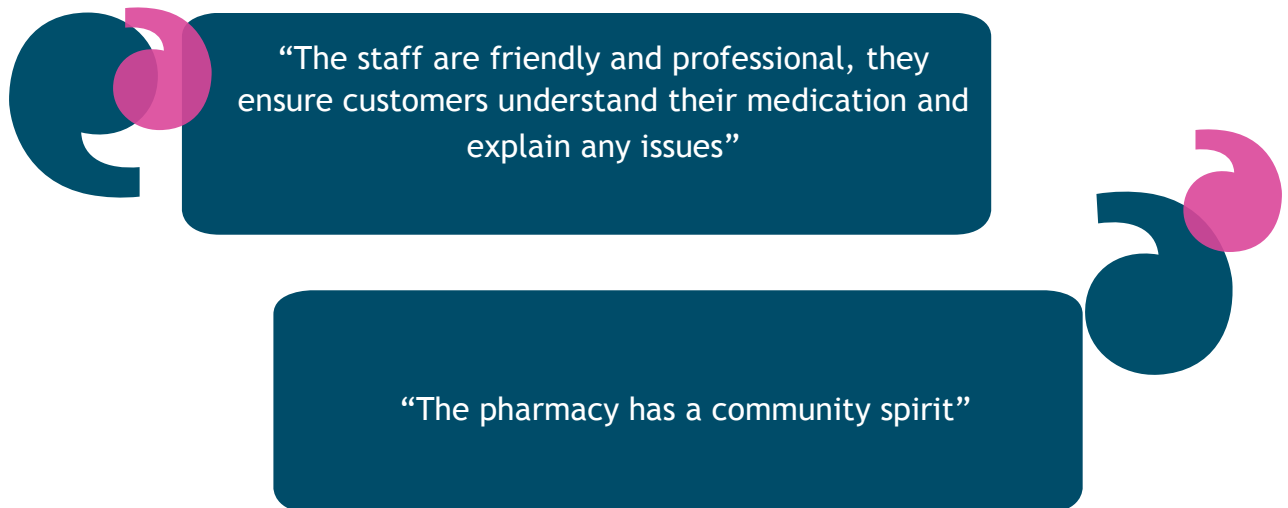 “The staff are friendly and professional, they
ensure customers understand their medication and
explain any issues”
“The pharmacy has a community spirit”